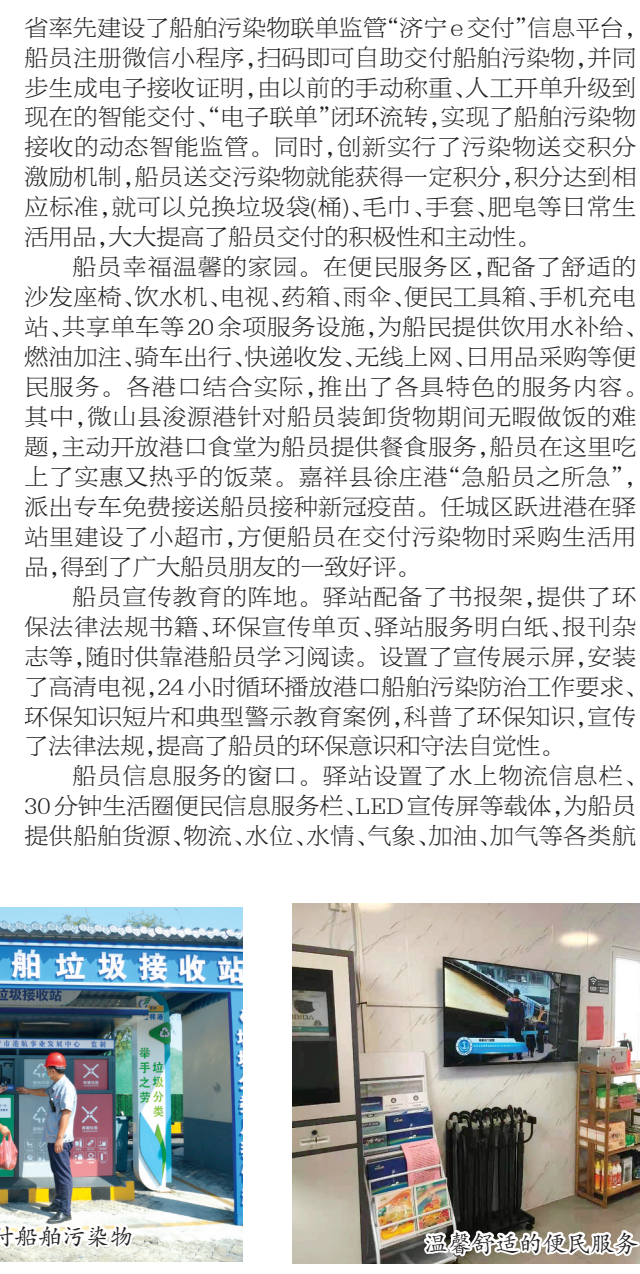 省率先建设了船舶污染物联单监管“济宁e交付”信息平台，
船员注册微信小程序，扫码即可自助交付船舶污染物，并同
步生成电子接收证明，由以前的手动称重、人工开单升级到
现在的智能交付、“电子联单”闭环流转，实现了船舶污染物
接收的动态智能监管。同时，创新实行了污染物送交积分
激励机制，船员送交污染物就能获得一定积分，积分达到相
应标准，就可以兑换垃圾袋(桶)、毛巾、手套、肥皂等日常生
活用品，大大提高了船员交付的积极性和主动性。
船员幸福温馨的家园。在便民服务区，配备了舒适的
沙发座椅、饮水机、电视、药箱、雨伞、便民工具箱、手机充电
站、共享单车等20余项服务设施，为船民提供饮用水补给、
燃油加注、骑车出行、快递收发、无线上网、日用品采购等便
民服务。各港口结合实际，推出了各具特色的服务内容。
其中，微山县浚源港针对船员装卸货物期间无暇做饭的难
题，主动开放港口食堂为船员提供餐食服务，船员在这里吃
上了实惠又热乎的饭菜。嘉祥县徐庄港“急船员之所急”，
派出专车免费接送船员接种新冠疫苗。任城区跃进港在驿
站里建设了小超市，方便船员在交付污染物时采购生活用
品，得到了广大船员朋友的一致好评。
船员宣传教育的阵地。驿站配备了书报架，提供了环
保法律法规书籍、环保宣传单页、驿站服务明白纸、报刊杂
志等，随时供靠港船员学习阅读。设置了宣传展示屏，安装
了高清电视，24小时循环播放港口船舶污染防治工作要求、
环保知识短片和典型警示教育案例，科普了环保知识，宣传
了法律法规，提高了船员的环保意识和守法自觉性。
船员信息服务的窗口。驿站设置了水上物流信息栏、
30分钟生活圈便民信息服务栏、LED宣传屏等载体，为船员
提供船舶货源、物流、水位、水情、气象、加油、加气等各类航
舶垃圾接收站
垃圾接收站
市港航事业发展中心 监制
举手之劳
垃圾分类
付船舶污染物
温馨舒适的便民服务